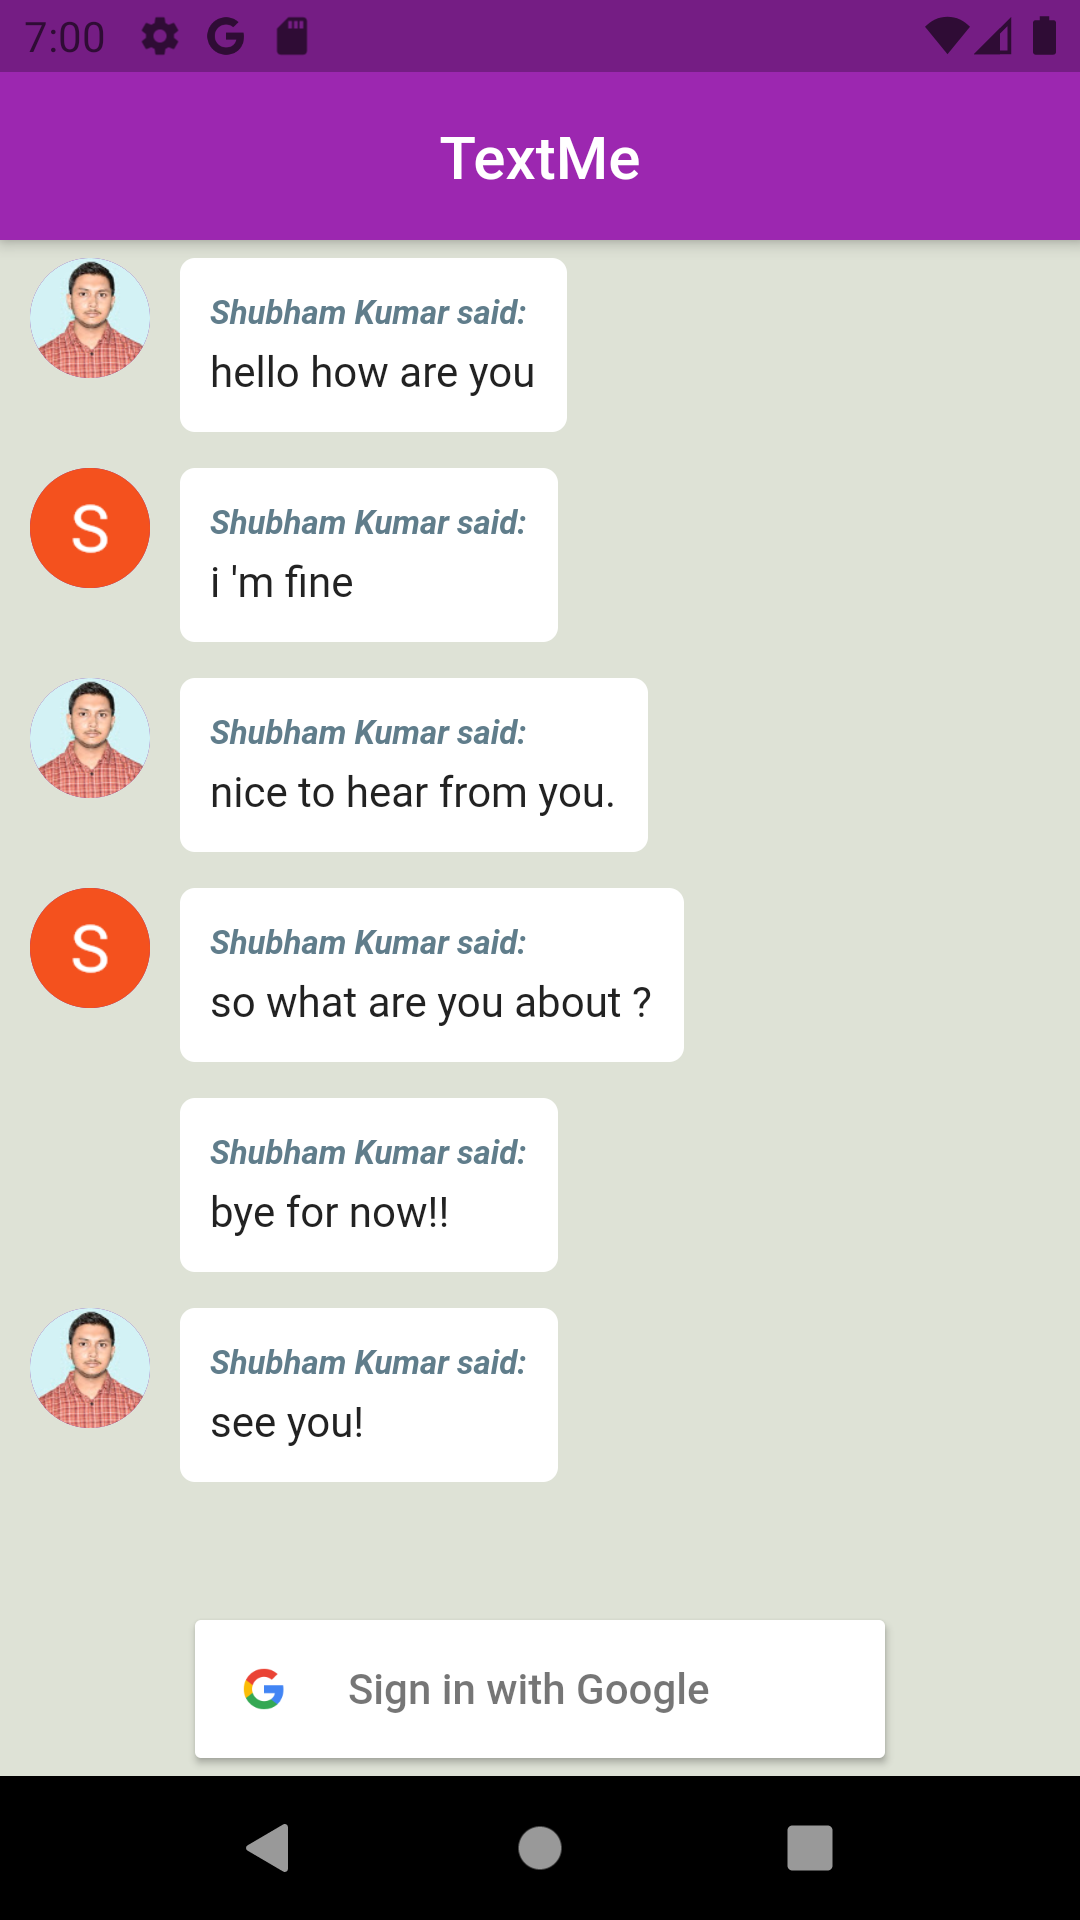 7:00
TextMe
Shubham Kumar said:
hello how are you
S
Shubham Kumar said:
i 'm fine
Shubham Kumar said:
nice to hear from you.
S
Shubham Kumar said:
so what are you about ?
Shubham Kumar said:
bye for now!!
Shubham Kumar said:
see you!
Sign in with Google